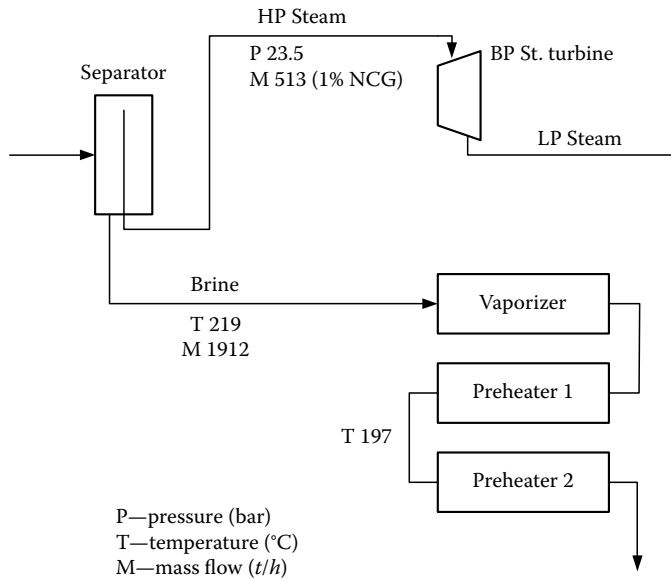 HP Steam
P 23.5
M 513 (1% NCG)
BP St. turbine
Separator
LP Steam
Brine
T 219
M 1912
Vaporizer
Preheater 1
T 197
Preheater 2
P—pressure (bar)
T—temperature (°C)
M—mass flow (t/h)